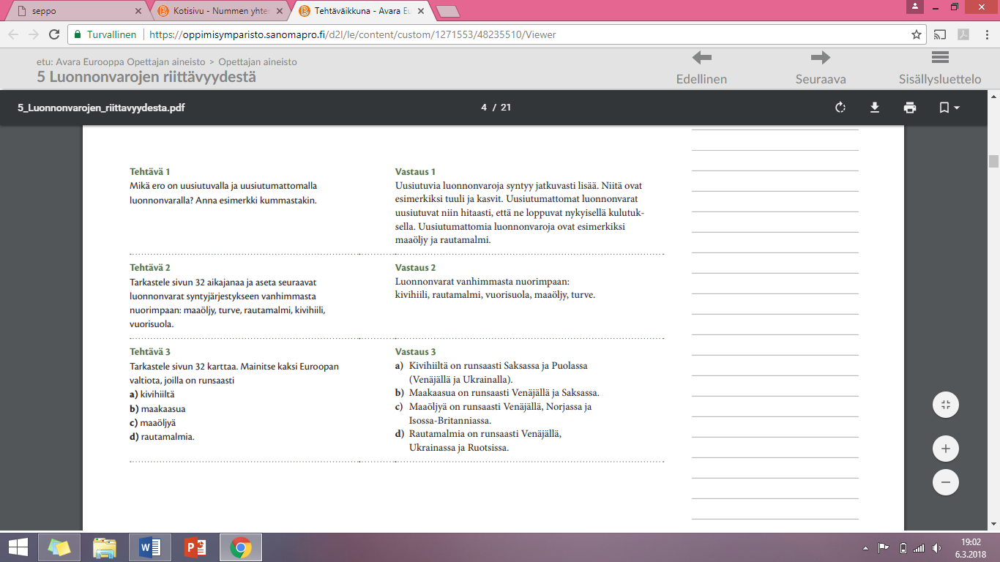 seppo
Kotisivu - Nummen yhte
Tehtäväikkuna - Avara Eu
Turvallinen
https://oppimisymparisto.sanomapro.fi/d2l/le/content/custom/1271553/48235510/Viewer
etu: Avara Eurooppa Opettajan aineisto > Opettajan aineisto
5 Luonnonvarojen riittävyydestä
Edellinen
Seuraava
Sisällysluettelo
5_Luonnonvarojen_riittavyydesta.pdf
4 / 21
Tehtävä 1
Mikä ero on uusiutuvalla ja uusiutumattomalla
luonnonvaralla? Anna esimerkki kummastakin.
Vastaus 1
Uusiutuvia luonnonvaroja syntyy jatkuvasti lisää. Niitä ovat
esimerkiksi tuuli ja kasvit. Uusiutumattomat luonnonvarat
uusiutuvat niin hitaasti, että ne loppuvat nykyisellä kulutuk-
sella. Uusiutumattomia luonnonvaroja ovat esimerkiksi
maaöljy ja rautamalmi.
Tehtävä 2
Tarkastele sivun 32 aikajanaa ja aseta seuraavat
luonnonvarat syntyjärjestykseen vanhimmasta
nuorimpaan: maaöljy, turve, rautamalmi, kivihiili,
vuorisuola.
Vastaus 2
Luonnonvarat vanhimmasta nuorimpaan:
kivihiili, rautamalmi, vuorisuola, maaöljy, turve.
Tehtävä 3
Tarkastele sivun 32 karttaa. Mainitse kaksi Euroopan
valtiota, joilla on runsaasti
a) kivihiiltä
b) maakaasua
c) maaöljyä
d) rautamalmia.
Vastaus 3
a) Kivihiiltä on runsaasti Saksassa ja Puolassa
(Venäjällä ja Ukrainalla).
b) Maakaasua on runsaasti Venäjällä ja Saksassa.
c) Maaöljyä on runsaasti Venäjällä, Norjassa ja
Isossa-Britanniassa.
d) Rautamalmia on runsaasti Venäjällä,
Ukrainassa ja Ruotsissa.
19:02
6.3.2018